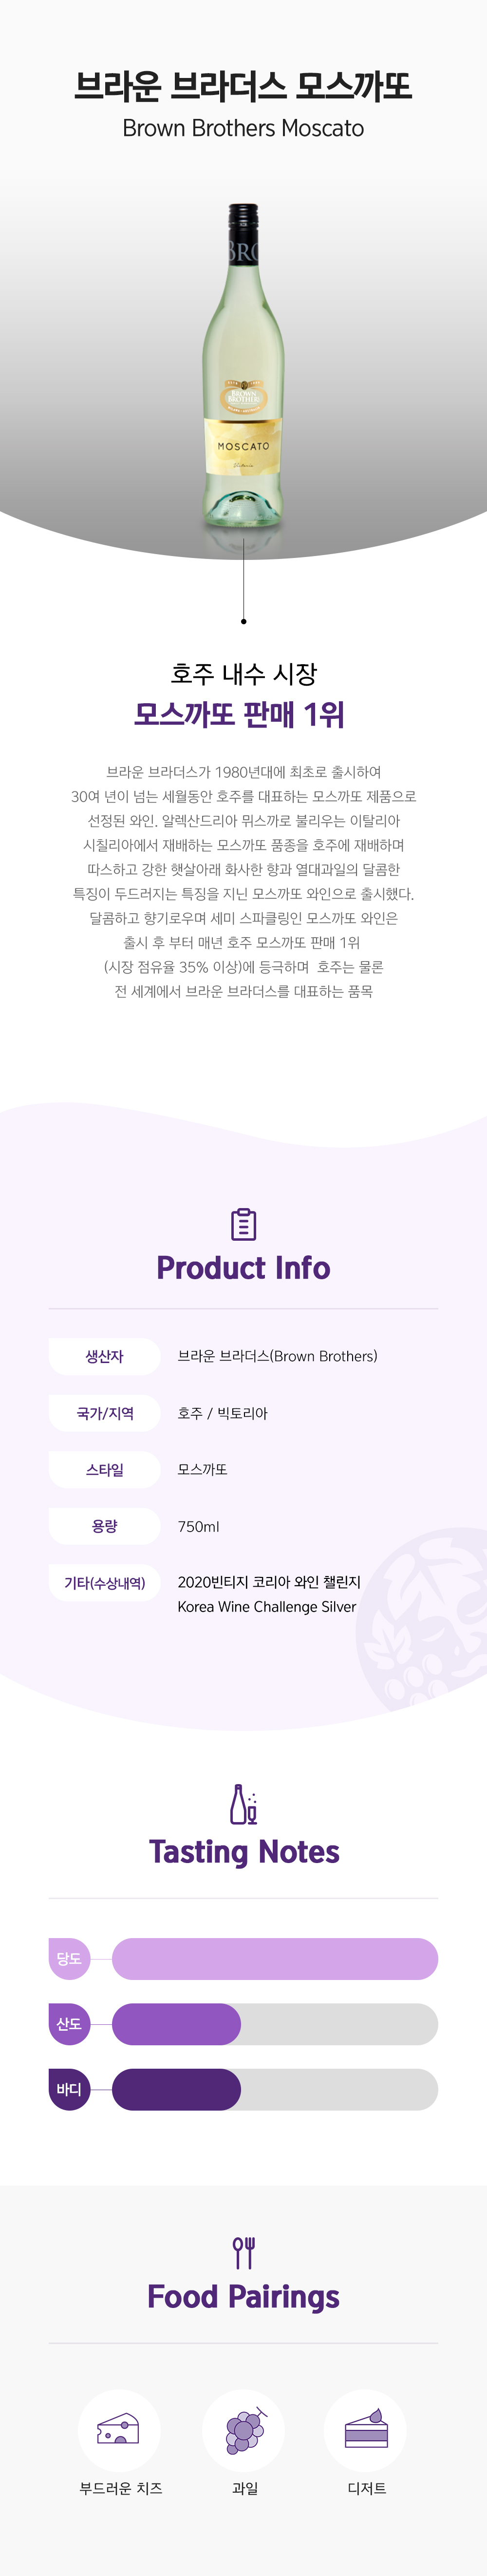 브라운 브라더스 모스까또
Brown Brothers Moscato
BRO
BROWN
BROTHERS
MOSCATO
호주 내수 시장
모스까또 판매 1위
브라운 브라더스가 1980년대에 최초로 출시하여
30여 년이 넘는 세월동안 호주를 대표하는 모스까또 제품으로
선정된 와인. 알렉산드리아 뮈스까로 불리우는 이탈리아
시칠리아에서 재배하는 모스까또 품종을 호주에 재배하며
따스하고 강한 햇살아래 화사한 향과 열대과일의 달콤한
특징이 두드러지는 특징을 지닌 모스까또 와인으로 출시했다.
달콤하고 향기로우며 세미 스파클링인 모스까또 와인은
출시 후 부터 매년 호주 모스까또 판매 1위
(시장 점유율 35% 이상)에 등극하며 호주는 물론
전 세계에서 브라운 브라더스를 대표하는 품목
Product Info
생산자 브라운 브라더스(Brown Brothers)
국가/지역 호주 / 빅토리아
스타일 모스까또
용량 750ml
기타(수상내역) 2020빈티지 코리아 와인 챌린지
Korea Wine Challenge Silver
Tasting Notes
당도
산도
바디
Food Pairings
부드러운 치즈 과일 디저트